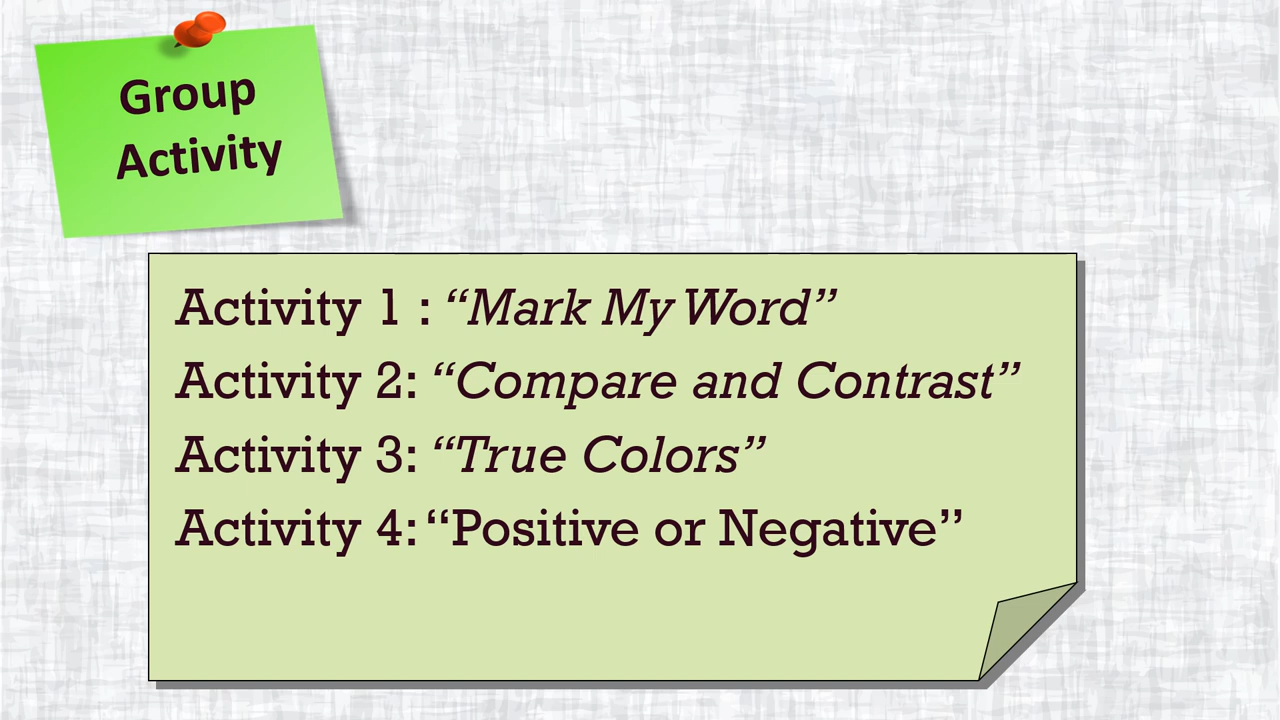 Group
Activity
Activity 1 : “Mark My Word”
Activity 2: “Compare and Contrast”
Activity 3: “True Colors”
Activity 4: “Positive or Negative”